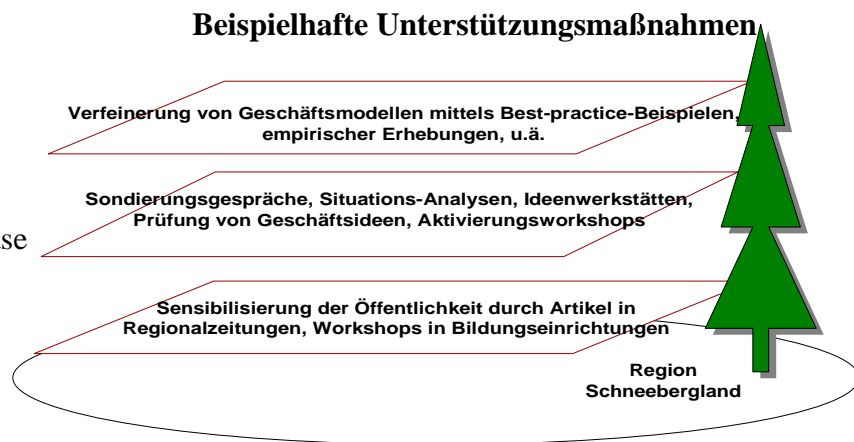 Beispielhafte Unterstützungsmaßnahmen
Verfeinerung von Geschäftsmodellen mittels Best-practice-Beispielen,
empirischer Erhebungen, u.ä.
Sondierungsgespräche, Situations-Analysen, Ideenwerkstätten,
Prüfung von Geschäftsideen, Aktivierungsworkshops
se
Sensibilisierung der Öffentlichkeit durch Artikel in
Regionalzeitungen, Workshops in Bildungseinrichtungen
Region
Schneebergland